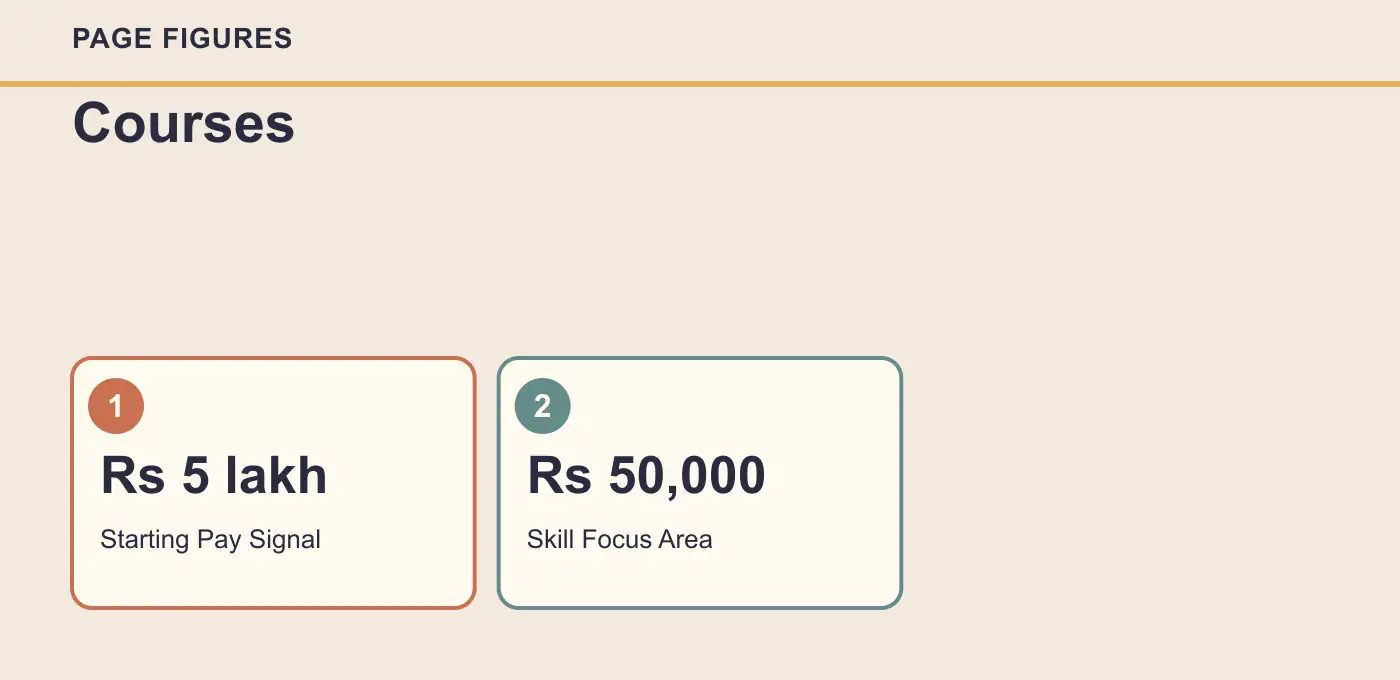 PAGE FIGURES
Courses
1
Rs 5 lakh
Starting Pay Signal
2
Rs 50,000
Skill Focus Area